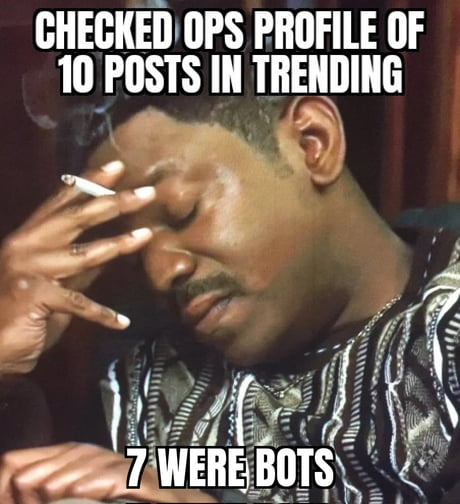 CHECKED OPS PROFILE OF
10 POSTS IN TRENDING
7 WERE BOTS